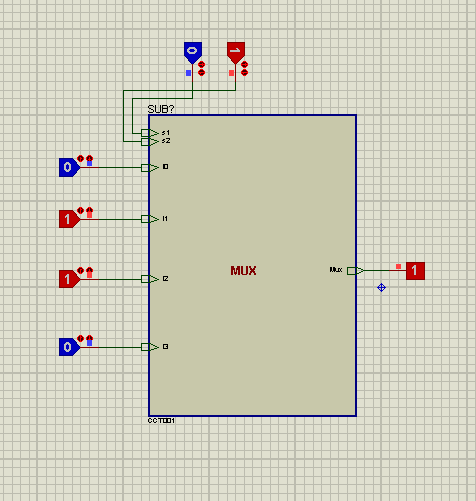 0 1
SUB?
s1
s2
0 I0
1 I1
1 I2
MUX
Mux 1
0 I3
CCT001